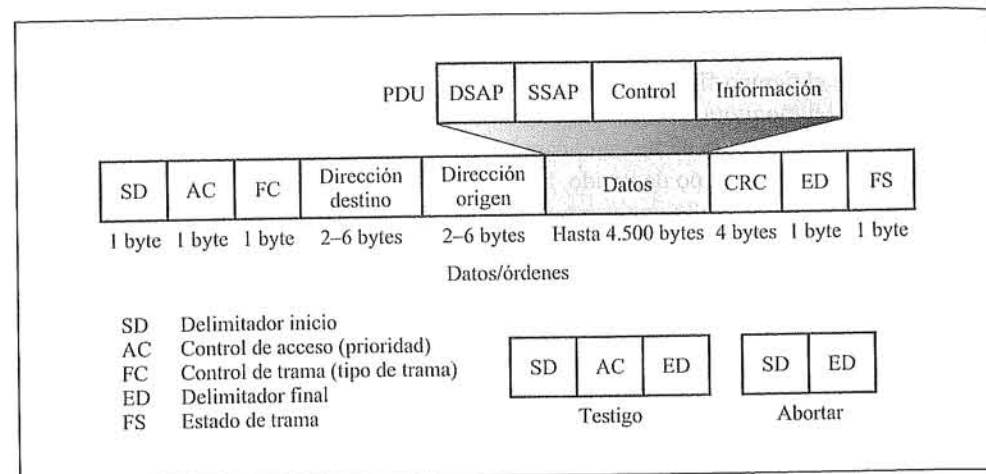 PDU DSAP SSAP Control Información
SD AC FC Dirección destino Dirección origen Datos CRC ED FS
1 byte 1 byte 1 byte 2–6 bytes 2–6 bytes Hasta 4.500 bytes 4 bytes 1 byte 1 byte
Datos/órdenes
SD Delimitador inicio
AC Control de acceso (prioridad)
FC Control de trama (tipo de trama)
ED Delimitador final
FS Estado de trama
SD AC ED
Testigo
SD ED
Abortar